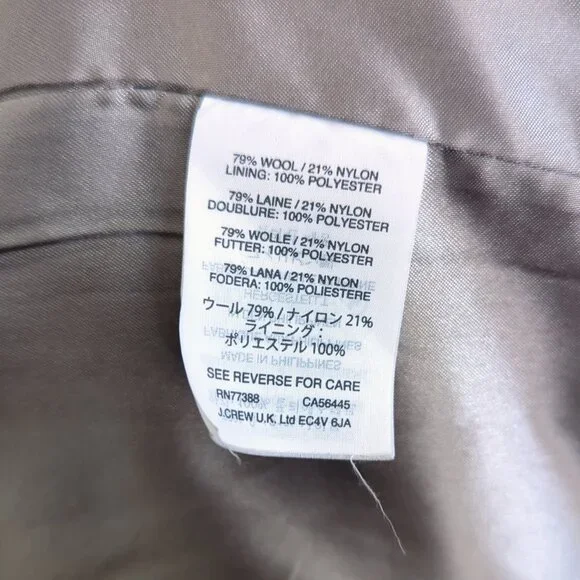 79% WOOL / 21% NYLON
LINING: 100% POLYESTER
79% LAINE / 21% NYLON
DOUBLURE: 100% POLYESTER
79% WOLLE / 21% NYLON
FUTTER: 100% POLYESTER
79% LANA / 21% NYLON
FODERA: 100% POLIESTERE
ウール 79% / ナイロン 21%
ライニング :
ポリエステル 100%
MADE IN PHILIPPINES
SEE REVERSE FOR CARE
RN77388 CA56445
J.CREW U.K. Ltd EC4V 6JA